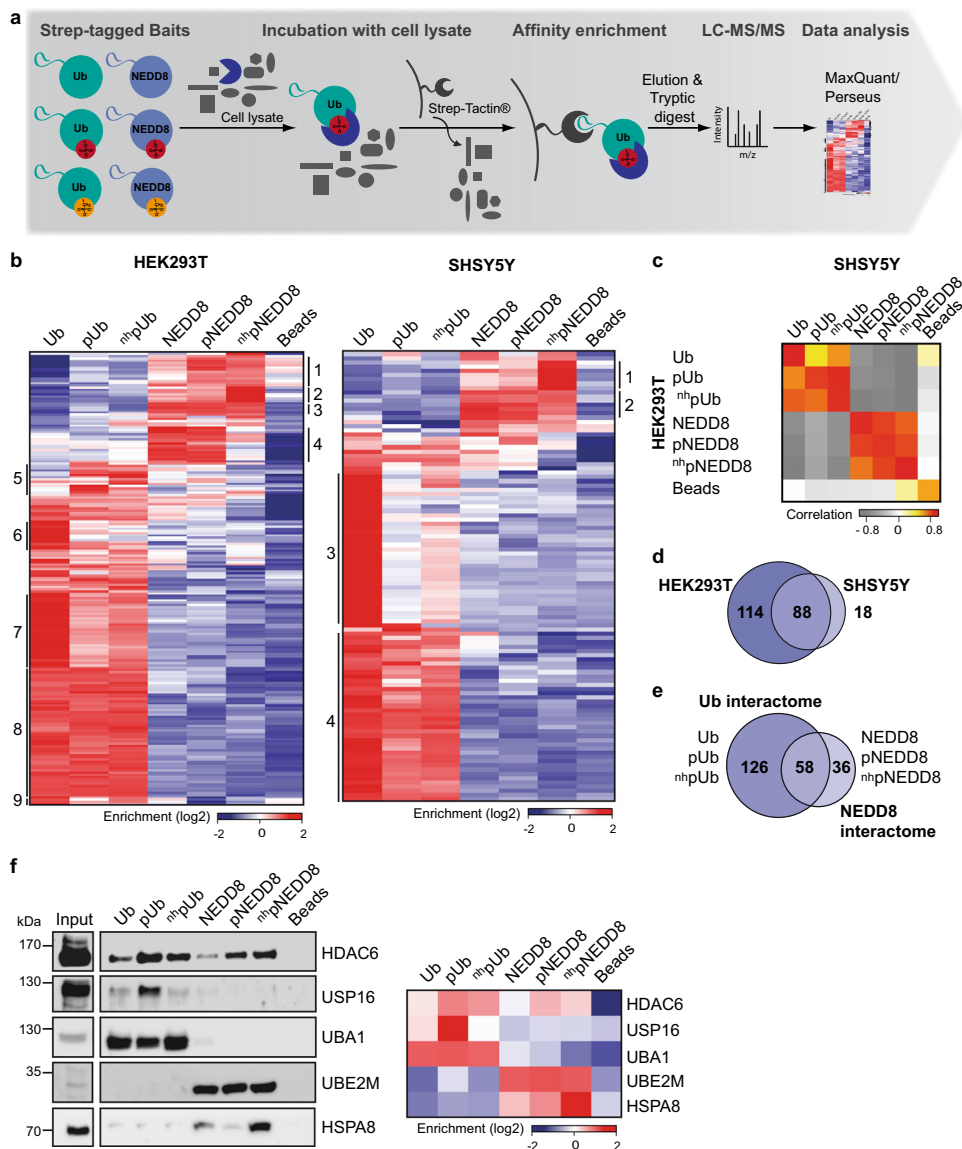 a
Strep-tagged Baits
Incubation with cell lysate
Affinity enrichment
LC-MS/MS
Data analysis
Ub
NEDD8
Ub
NEDD8
Ub
NEDD8
Cell lysate
Ub
Strep-Tactin®
Ub
Elution &
Tryptic
digest
Intensity
m/z
MaxQuant/
Perseus
b
HEK293T
Ub pUb nhpUb NEDD8 pNEDD8 nhpNEDD8 Beads
1
2
3
4
5
6
7
8
9
Enrichment (log2)
-2 0 2
SHSY5Y
Ub pUb nhpUb NEDD8 pNEDD8 nhpNEDD8 Beads
1
2
3
4
Enrichment (log2)
-2 0 2
c
SHSY5Y
Ub pUb nhpUb NEDD8 pNEDD8 nhpNEDD8 Beads
HEK293T
Ub
pUb
nhpUb
NEDD8
pNEDD8
nhpNEDD8
Beads
Correlation
- 0.8 0 0.8
d
HEK293T
SHSY5Y
114 88 18
e
Ub interactome
Ub
pUb
nhpUb
126 58 36
NEDD8
pNEDD8
nhpNEDD8
NEDD8
interactome
f
kDa
Input
Ub pUb nhpUb NEDD8 pNEDD8 nhpNEDD8 Beads
170
HDAC6
130
USP16
130
UBA1
35
UBE2M
70
HSPA8
Ub pUb nhpUb NEDD8 pNEDD8 nhpNEDD8 Beads
HDAC6
USP16
UBA1
UBE2M
HSPA8
Enrichment (log2)
-2 0 2